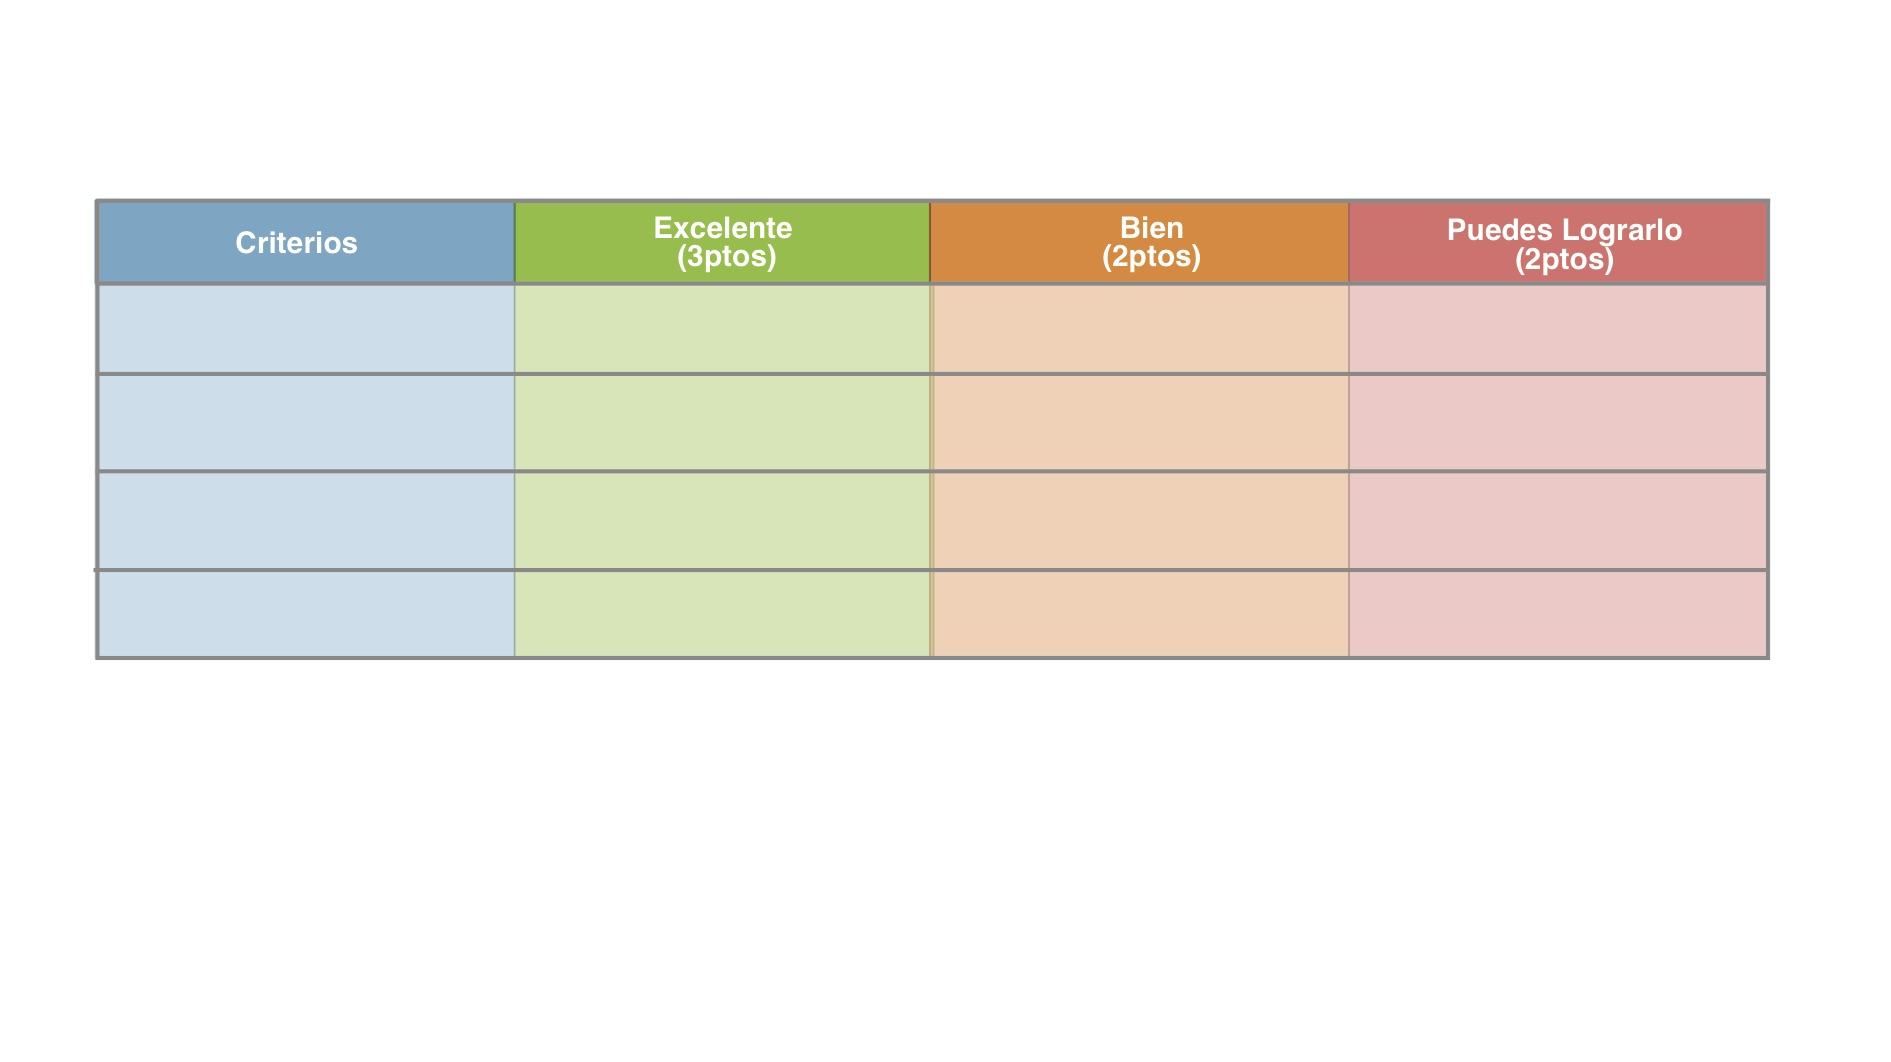 Criterios
Excelente
(3ptos)
Bien
(2ptos)
Puedes Lograrlo
(2ptos)